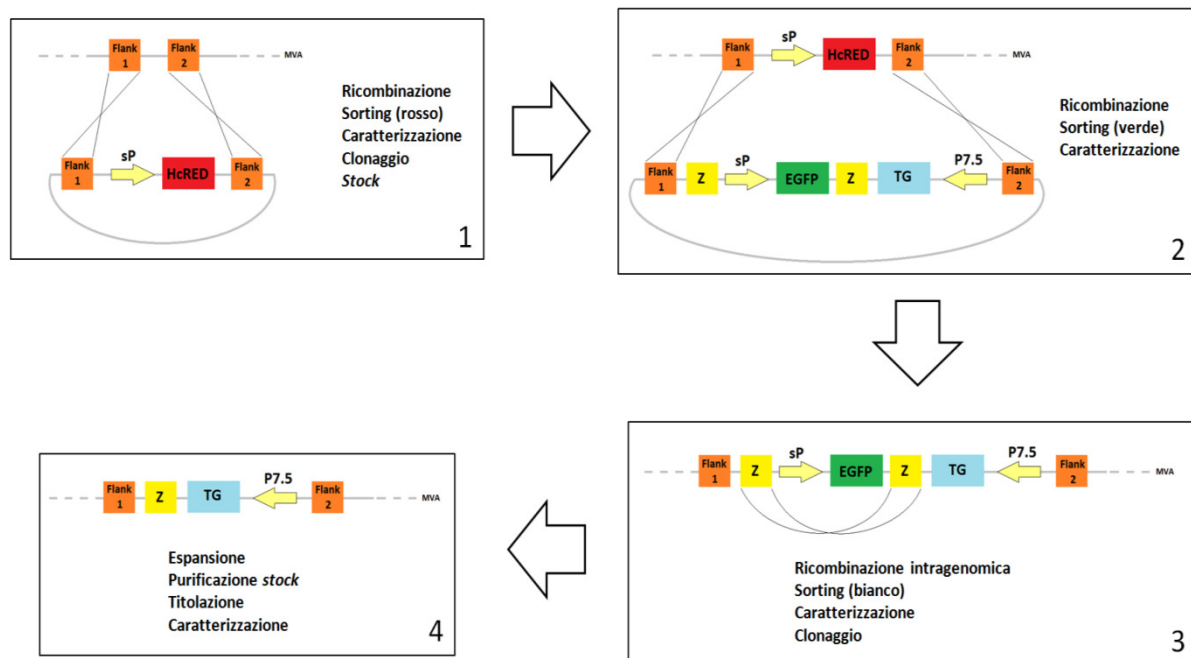 Flank
1
Flank
2
MVA
Flank
1
sP
HcRED
Flank
2
Ricombinazione
Sorting (rosso)
Caratterizzazione
Clonaggio
Stock
1
Flank
1
sP
HcRED
Flank
2
MVA
Flank
1
Z
sP
EGFP
Z
TG
P7.5
Flank
2
Ricombinazione
Sorting (verde)
Caratterizzazione
2
Flank
1
Z
sP
EGFP
Z
TG
P7.5
Flank
2
MVA
Ricombinazione intragenomica
Sorting (bianco)
Caratterizzazione
Clonaggio
3
Flank
1
Z
TG
P7.5
Flank
2
MVA
Espansione
Purificazione stock
Titolazione
Caratterizzazione
4